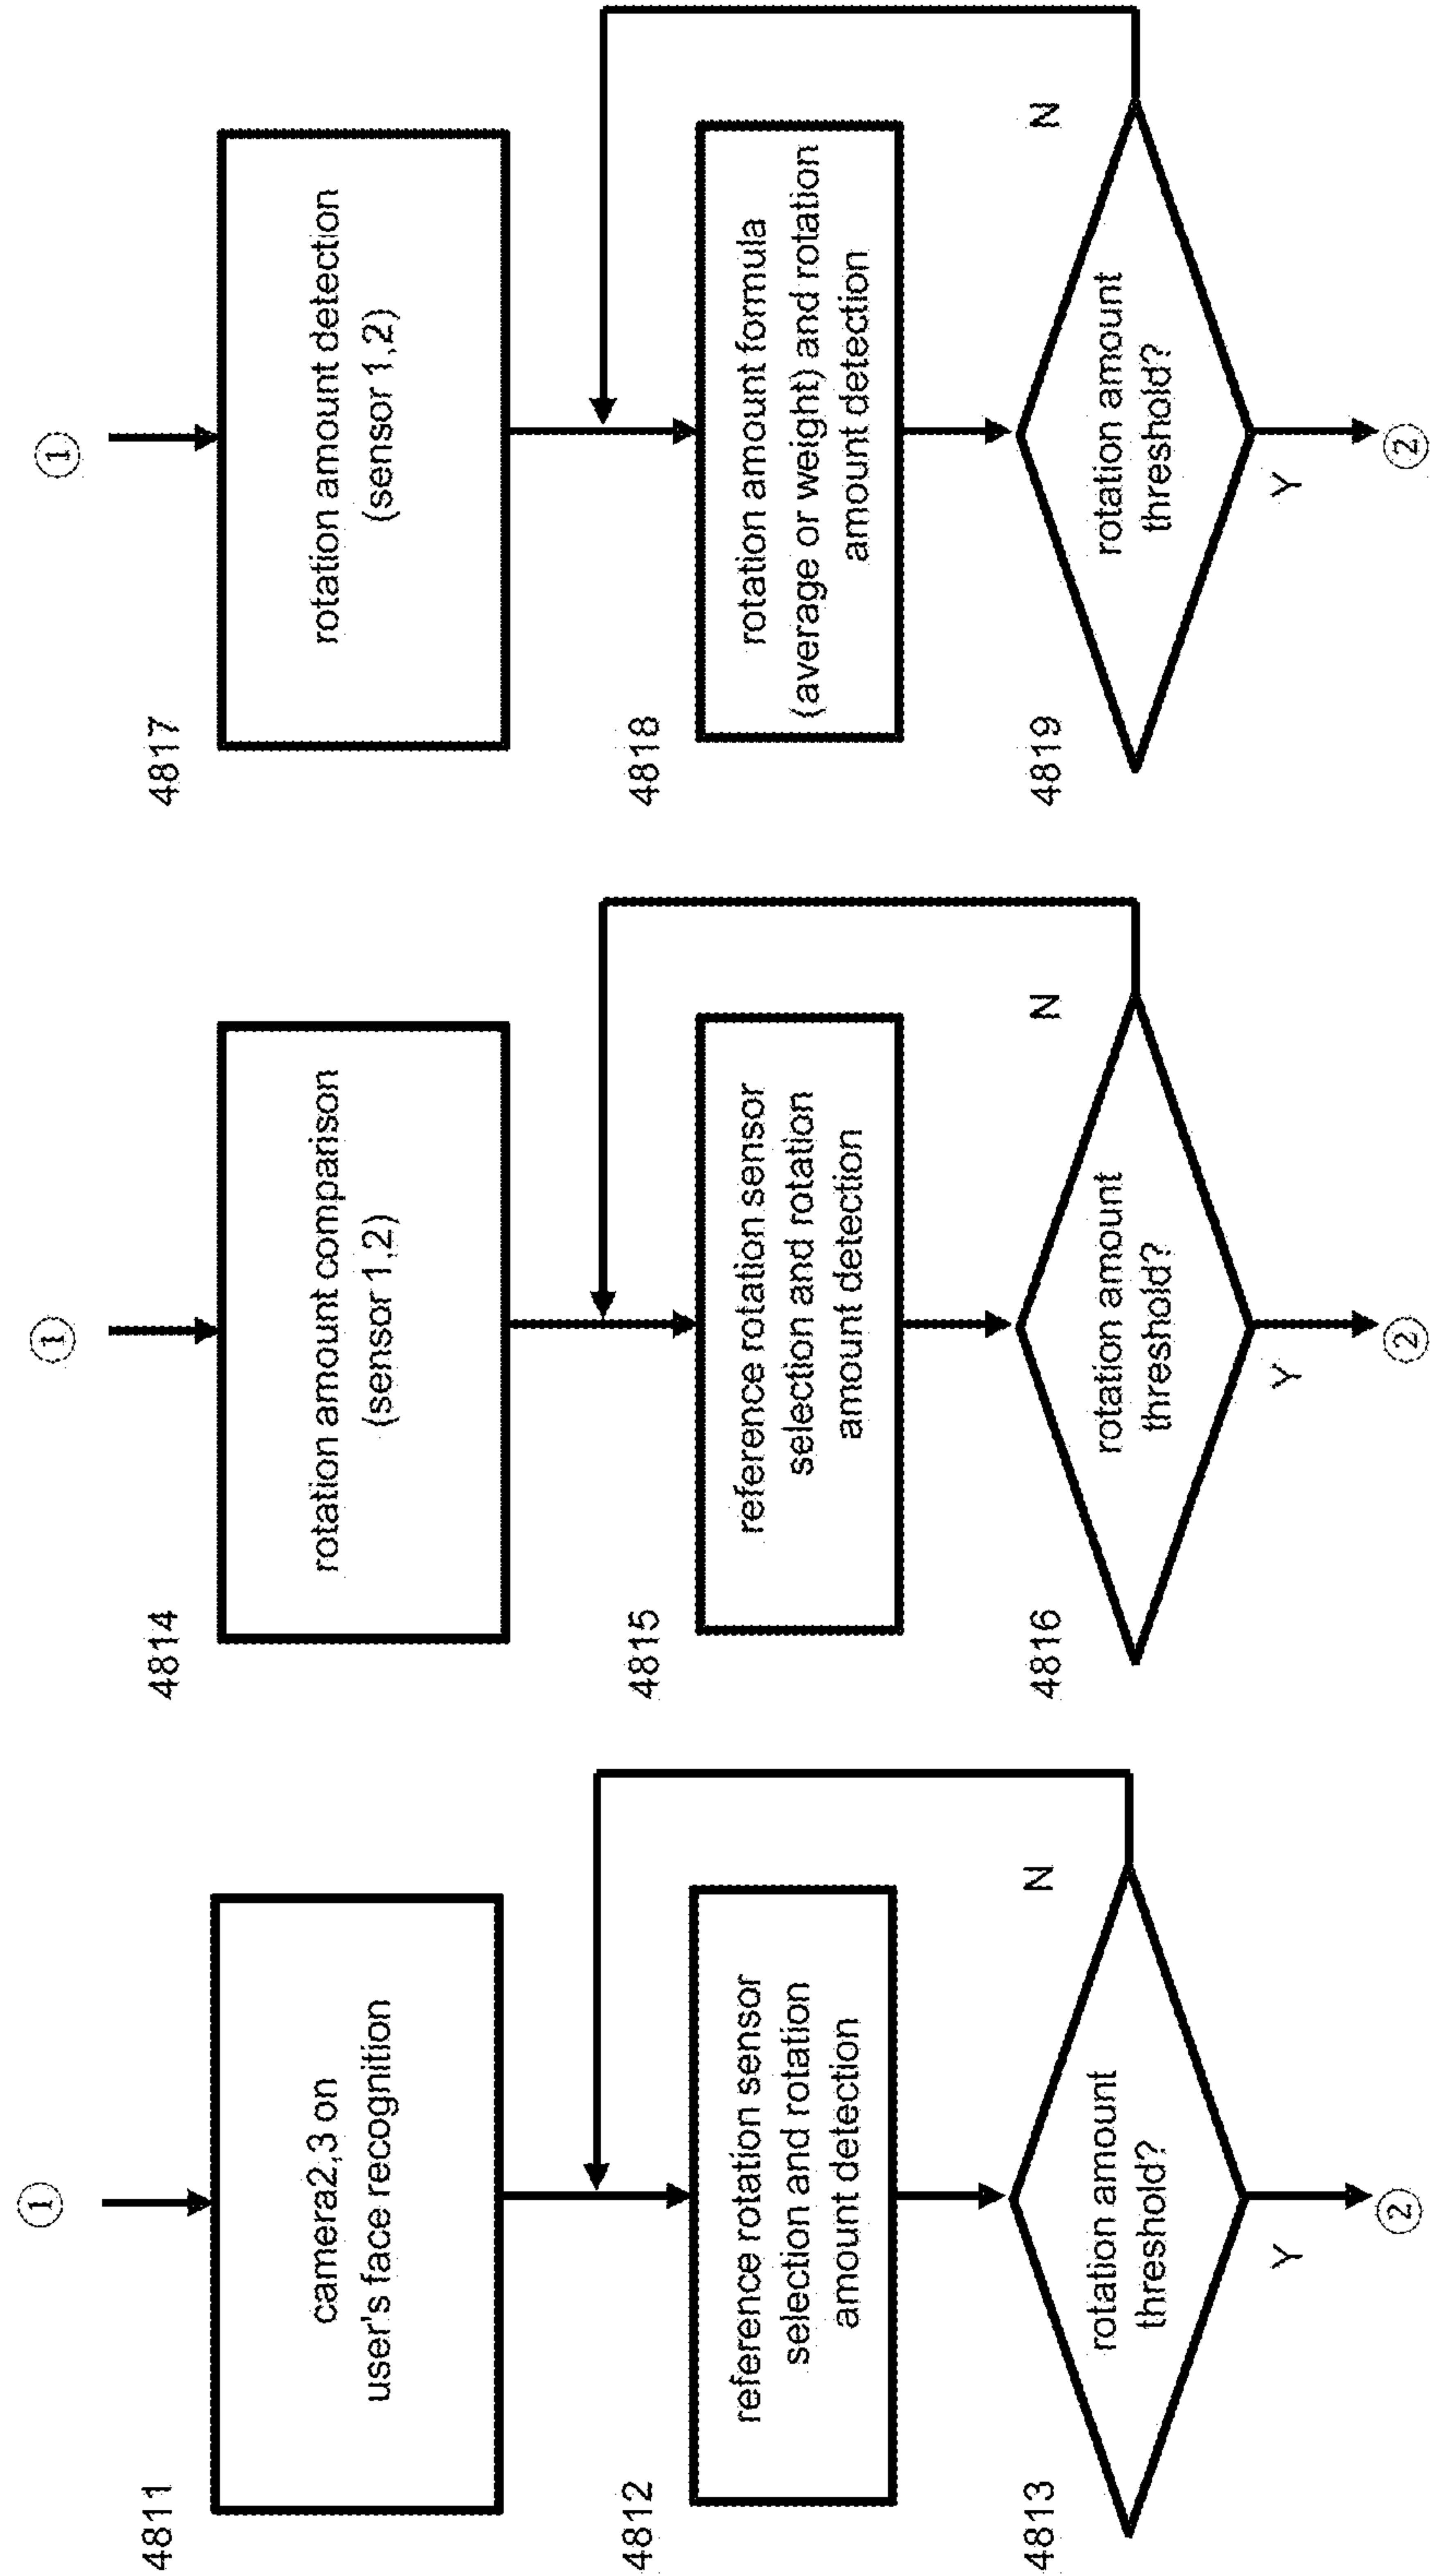 ①
4811
camera2,3 on
user's face recognition
4812
reference rotation sensor
selection and rotation
amount detection
4813
rotation amount
threshold?
N
Y
②
①
4814
rotation amount comparison
(sensor 1,2)
4815
reference rotation sensor
selection and rotation
amount detection
4816
rotation amount
threshold?
N
Y
②
①
4817
rotation amount detection
(sensor 1,2)
4818
rotation amount formula
(average or weight) and rotation
amount detection
4819
rotation amount
threshold?
N
Y
②